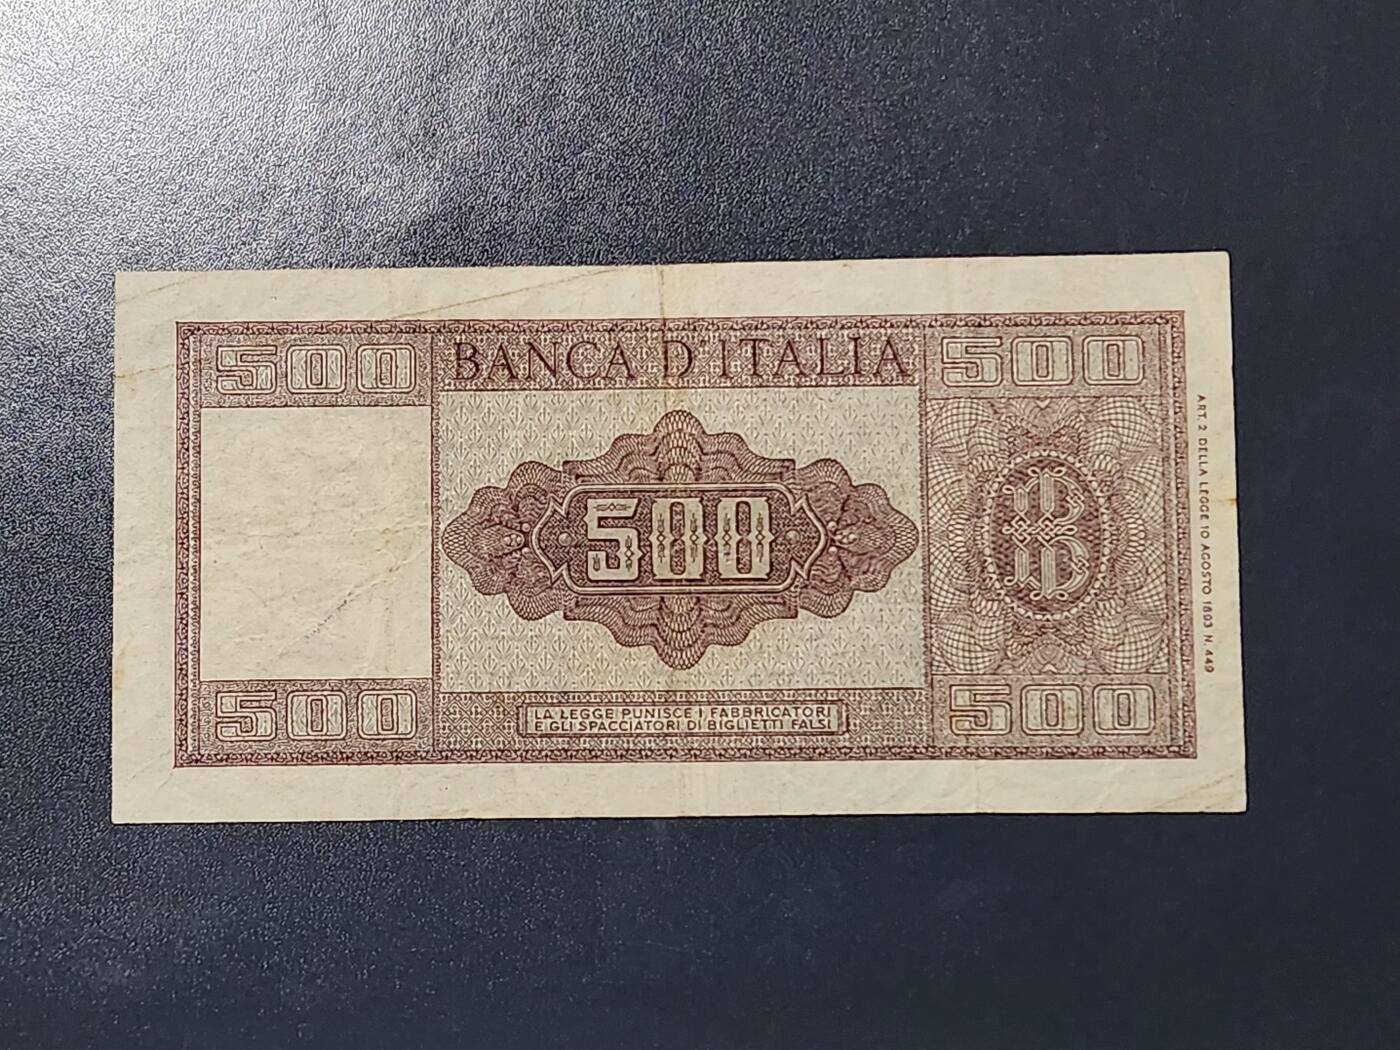 500 BANCA D'ITALIA 500
500
500 500
LA LEGGE PUNISCE I FABBRICATORI
E GLI SPACCIATORI DI BIGLIETTI FALSI
ART. 2 DELLA LEGGE 10 AGOSTO 1893 N. 449